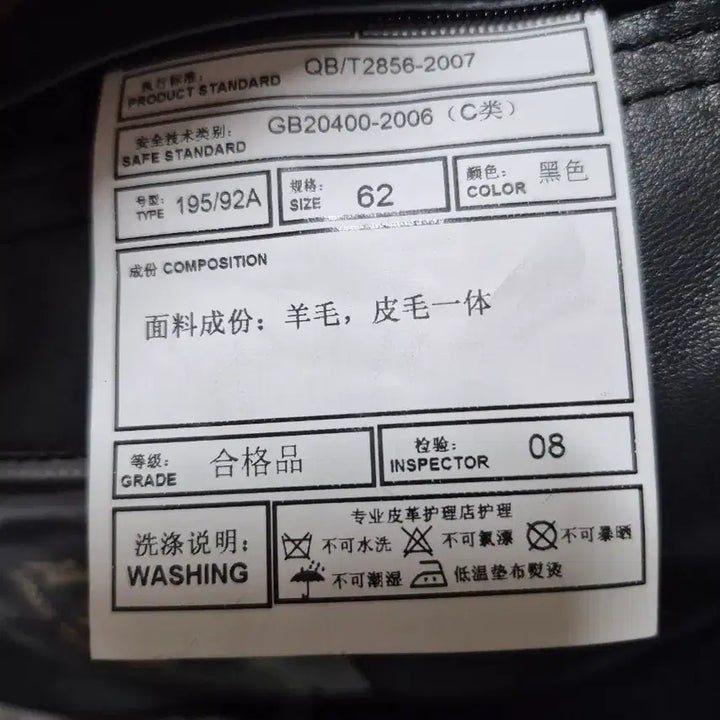 执行标准: QB/T2856-2007
PRODUCT STANDARD
安全技术类别: GB20400-2006（C类）
SAFE STANDARD
号型: 195/92A
TYPE
规格: 62
SIZE
颜色: 黑色
COLOR
成份 COMPOSITION
面料成份: 羊毛，皮毛一体
等级: 合格品
GRADE
检验: 08
INSPECTOR
洗涤说明:
WASHING
专业皮革护理店护理
不可水洗 不可氯漂 不可暴晒
不可潮湿 低温垫布熨烫